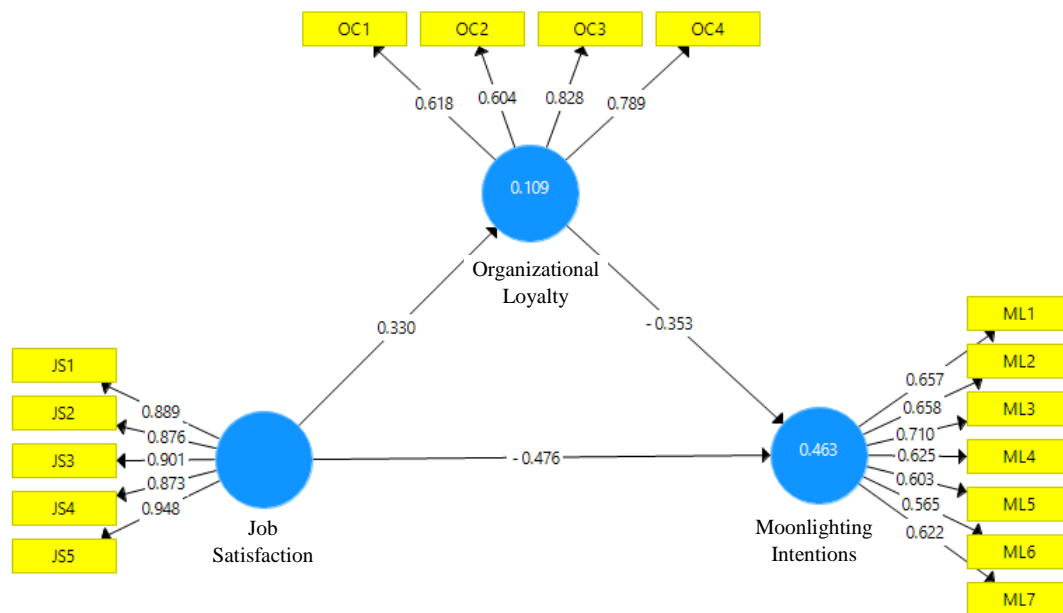 OC1 OC2 OC3 OC4
0.618 0.604 0.828 0.789
0.109
Organizational
Loyalty
0.330
- 0.353
JS1
JS2
JS3
JS4
JS5
0.889
0.876
0.901
0.873
0.948
Job
Satisfaction
- 0.476
0.463
Moonlighting
Intentions
0.657
0.658
0.710
0.625
0.603
0.565
0.622
ML1
ML2
ML3
ML4
ML5
ML6
ML7